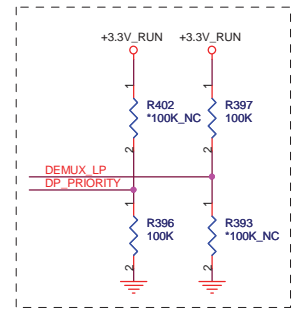 +3.3V_RUN +3.3V_RUN
1 1
R402 R397
*100K_NC 100K
2 2
DEMUX_LP
DP_PRIORITY
1 1
R396 R393
100K *100K_NC
2 2